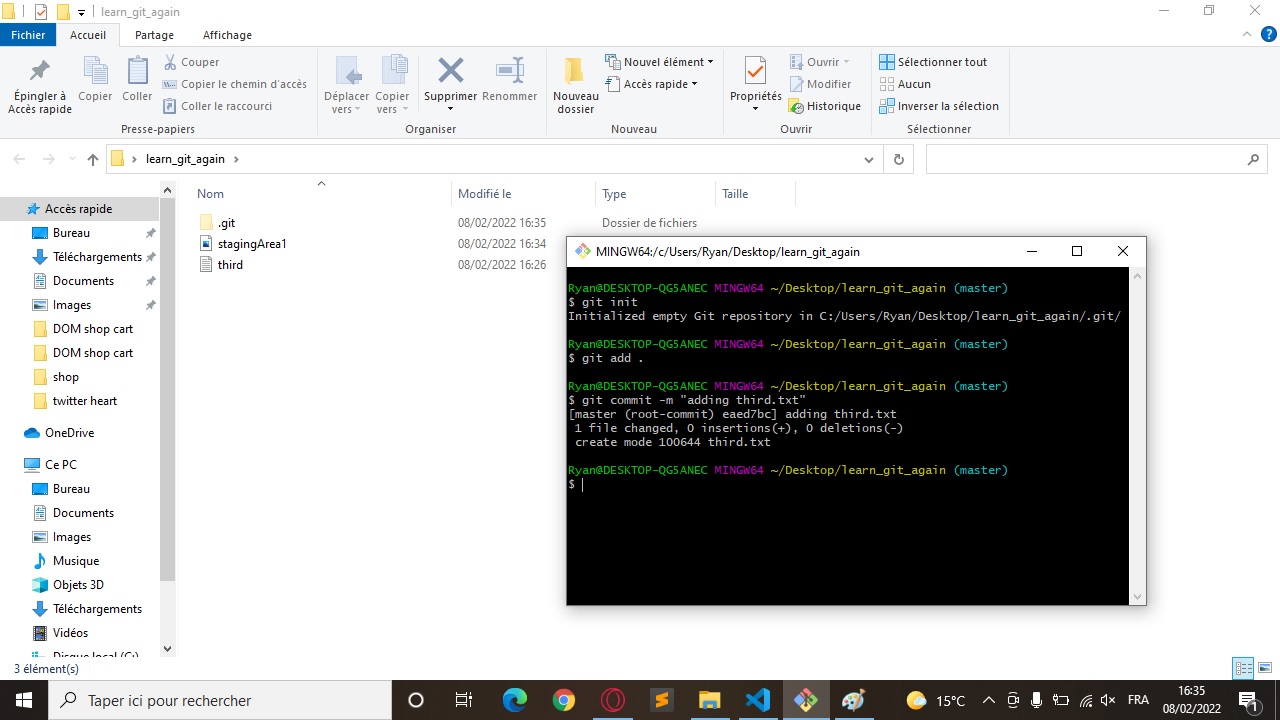 learn_git_again
Fichier Accueil Partage Affichage
Épingler à Accès rapide
Copier
Coller
Couper
Copier le chemin d'accès
Coller le raccourci
Presse-papiers
Déplacer vers
Copier vers
Supprimer
Renommer
Organiser
Nouveau dossier
Nouvel élément
Accès rapide
Nouveau
Propriétés
Ouvrir
Modifier
Historique
Ouvrir
Sélectionner tout
Aucun
Inverser la sélection
Sélectionner
learn_git_again
Accès rapide
Bureau
Téléchargements
Documents
Images
DOM shop cart
DOM shop cart
shop
twitter heart
OneDrive
Ce PC
Bureau
Documents
Images
Musique
Objets 3D
Téléchargements
Vidéos
Disque local (C:)
Nom Modifié le Type Taille
.git 08/02/2022 16:35 Dossier de fichiers
stagingArea1 08/02/2022 16:34
third 08/02/2022 16:26
MINGW64:/c/Users/Ryan/Desktop/learn_git_again
Ryan@DESKTOP-QG5ANEC MINGW64 ~/Desktop/learn_git_again (master)
$ git init
Initialized empty Git repository in C:/Users/Ryan/Desktop/learn_git_again/.git/
Ryan@DESKTOP-QG5ANEC MINGW64 ~/Desktop/learn_git_again (master)
$ git add .
Ryan@DESKTOP-QG5ANEC MINGW64 ~/Desktop/learn_git_again (master)
$ git commit -m "adding third.txt"
[master (root-commit) eaed7bc] adding third.txt
1 file changed, 0 insertions(+), 0 deletions(-)
create mode 100644 third.txt
Ryan@DESKTOP-QG5ANEC MINGW64 ~/Desktop/learn_git_again (master)
$
3 élément(s)
Taper ici pour rechercher
15°C
FRA
16:35
08/02/2022
1